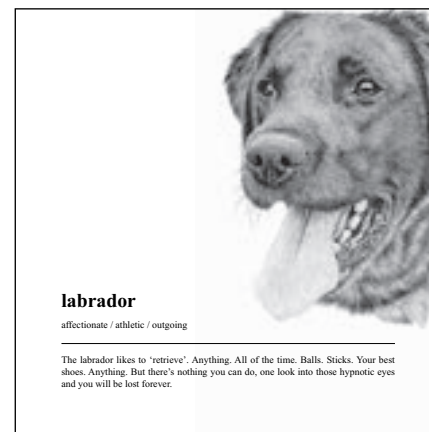 labrador
affectionate / athletic / outgoing
The labrador likes to ‘retrieve’. Anything. All of the time. Balls. Sticks. Your best
shoes. Anything. But there’s nothing you can do, one look into those hypnotic eyes
and you will be lost forever.